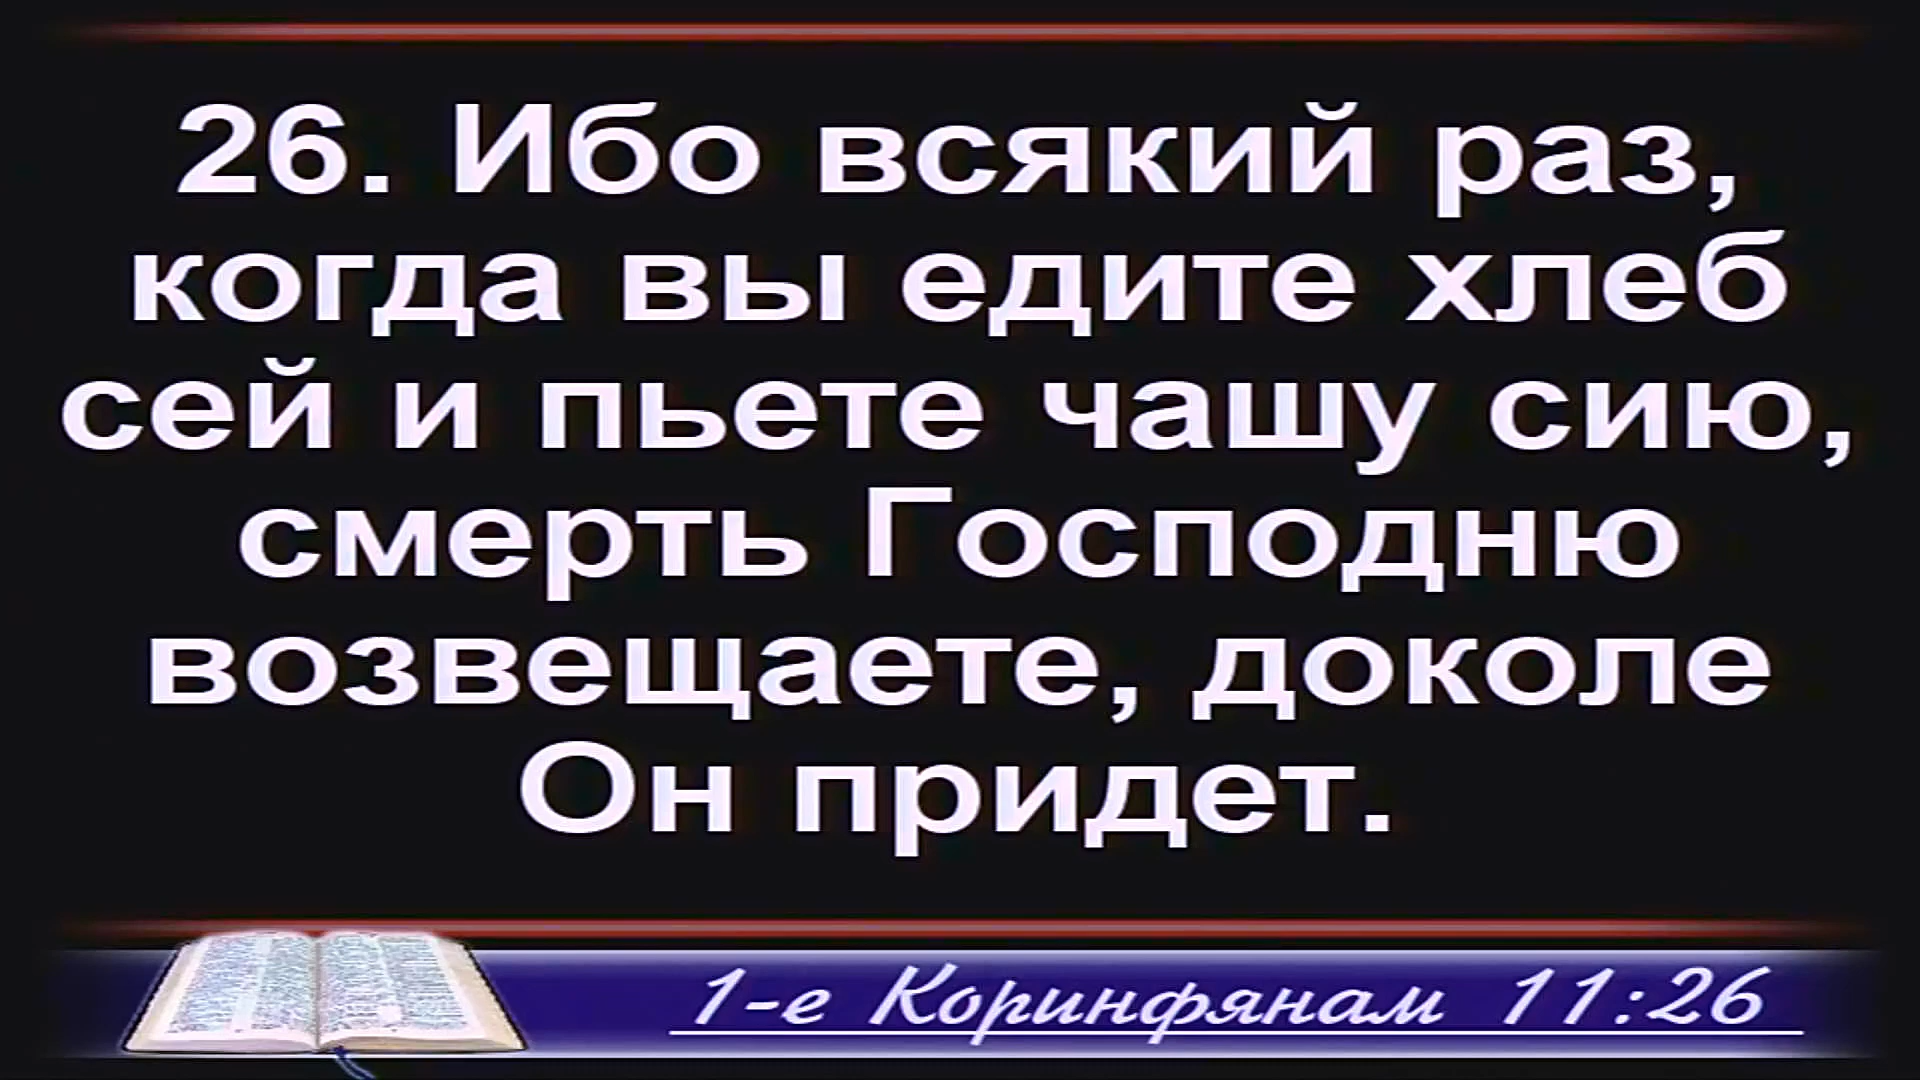 26. Ибо всякий раз,
когда вы едите хлеб
сей и пьете чашу сию,
смерть Господню
возвещаете, доколе
Он придет.
1-е Коринфянам 11:26